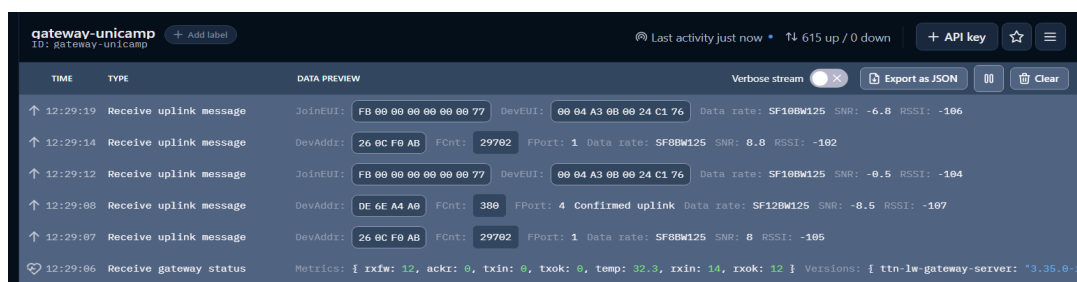 gateway-unicamp + Add label
ID: gateway-unicamp
Last activity just now • ↑↓ 615 up / 0 down + API key
TIME TYPE DATA PREVIEW Verbose stream Export as JSON Clear
↑ 12:29:19 Receive uplink message JoinEUI: FB 00 00 00 00 00 00 77 DevEUI: 00 04 A3 0B 00 24 C1 76 Data rate: SF10BW125 SNR: -6.8 RSSI: -106
↑ 12:29:14 Receive uplink message DevAddr: 26 0C F0 AB FCnt: 29702 FPort: 1 Data rate: SF8BW125 SNR: 8.8 RSSI: -102
↑ 12:29:12 Receive uplink message JoinEUI: FB 00 00 00 00 00 00 77 DevEUI: 00 04 A3 0B 00 24 C1 76 Data rate: SF10BW125 SNR: -0.5 RSSI: -104
↑ 12:29:08 Receive uplink message DevAddr: DE 6E A4 A0 FCnt: 380 FPort: 4 Confirmed uplink Data rate: SF12BW125 SNR: -8.5 RSSI: -107
↑ 12:29:07 Receive uplink message DevAddr: 26 0C F0 AB FCnt: 29702 FPort: 1 Data rate: SF8BW125 SNR: 8 RSSI: -105
12:29:06 Receive gateway status Metrics: { rxfw: 12, ackr: 0, txin: 0, txok: 0, temp: 32.3, rxin: 14, rxok: 12 } Versions: { ttn-lw-gateway-server: "3.35.0-